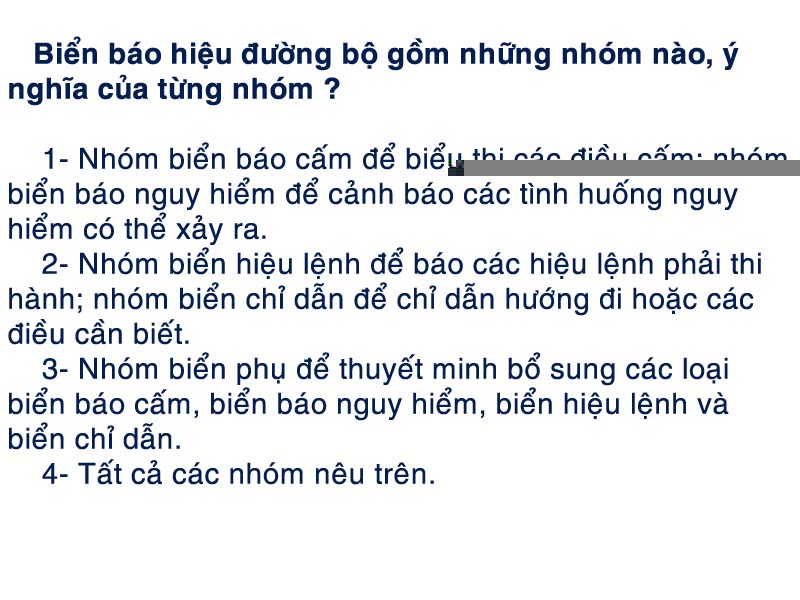 Biển báo hiệu đường bộ gồm những nhóm nào, ý
nghĩa của từng nhóm ?
1- Nhóm biển báo cấm để biểu thị các điều cấm; nhóm
biển báo nguy hiểm để cảnh báo các tình huống nguy
hiểm có thể xảy ra.
2- Nhóm biển hiệu lệnh để báo các hiệu lệnh phải thi
hành; nhóm biển chỉ dẫn để chỉ dẫn hướng đi hoặc các
điều cần biết.
3- Nhóm biển phụ để thuyết minh bổ sung các loại
biển báo cấm, biển báo nguy hiểm, biển hiệu lệnh và
biển chỉ dẫn.
4- Tất cả các nhóm nêu trên.